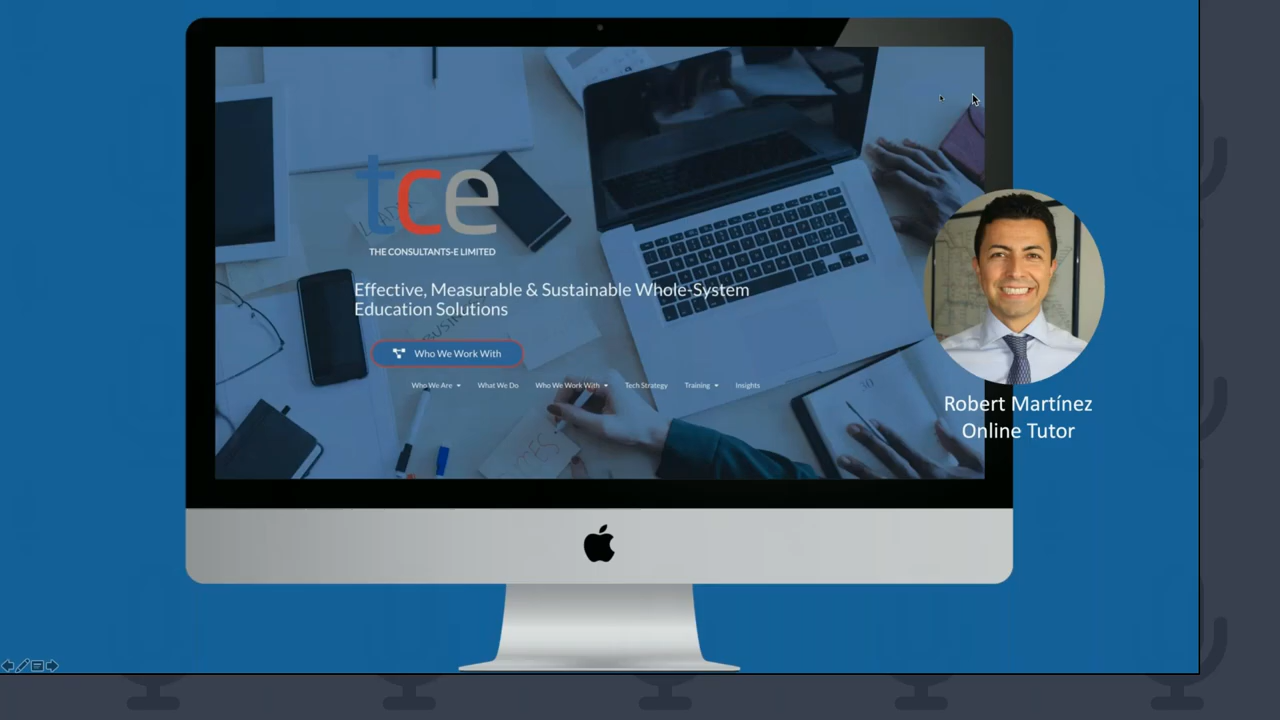 tce
THE CONSULTANTS-E LIMITED
Effective, Measurable & Sustainable Whole-System
Education Solutions
Who We Work With
Who We Are
What We Do
Who We Work With
Tech Strategy
Training
Insights
Robert Martínez
Online Tutor